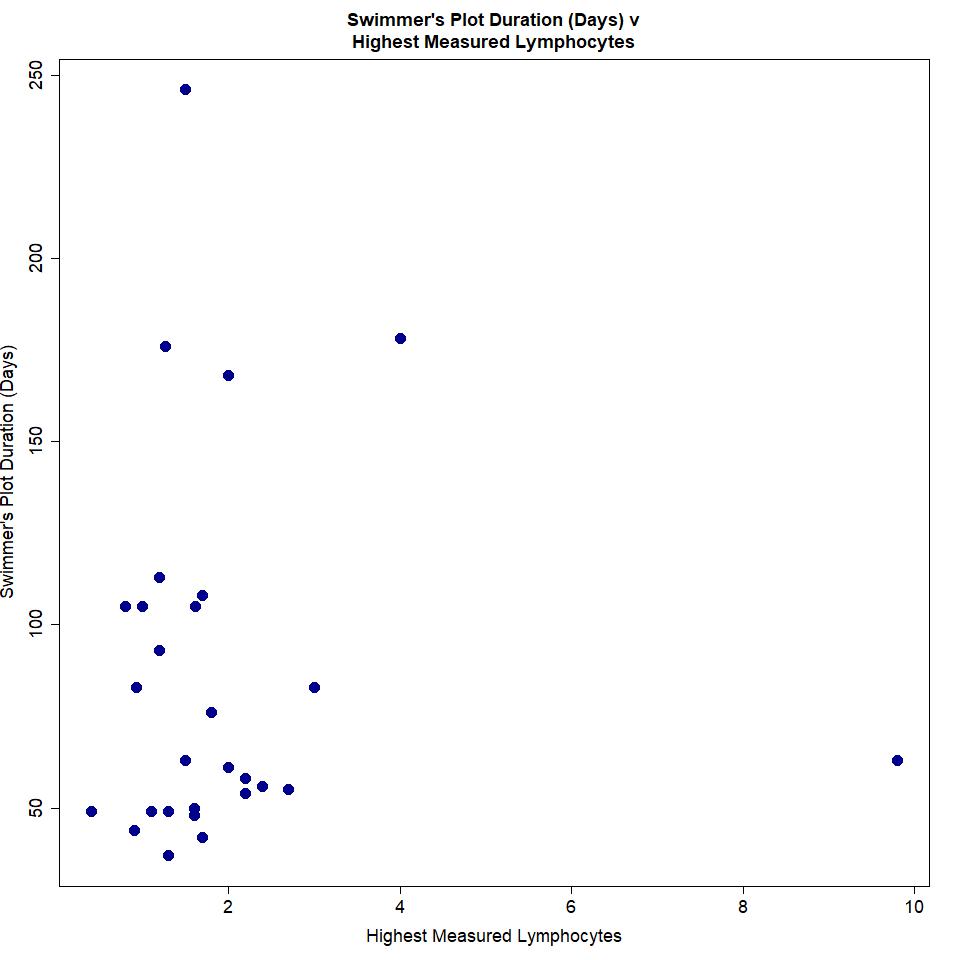 Swimmer's Plot Duration (Days) v
Highest Measured Lymphocytes
250
200
150
100
50
Swimmer's Plot Duration (Days)
2 4 6 8 10
Highest Measured Lymphocytes